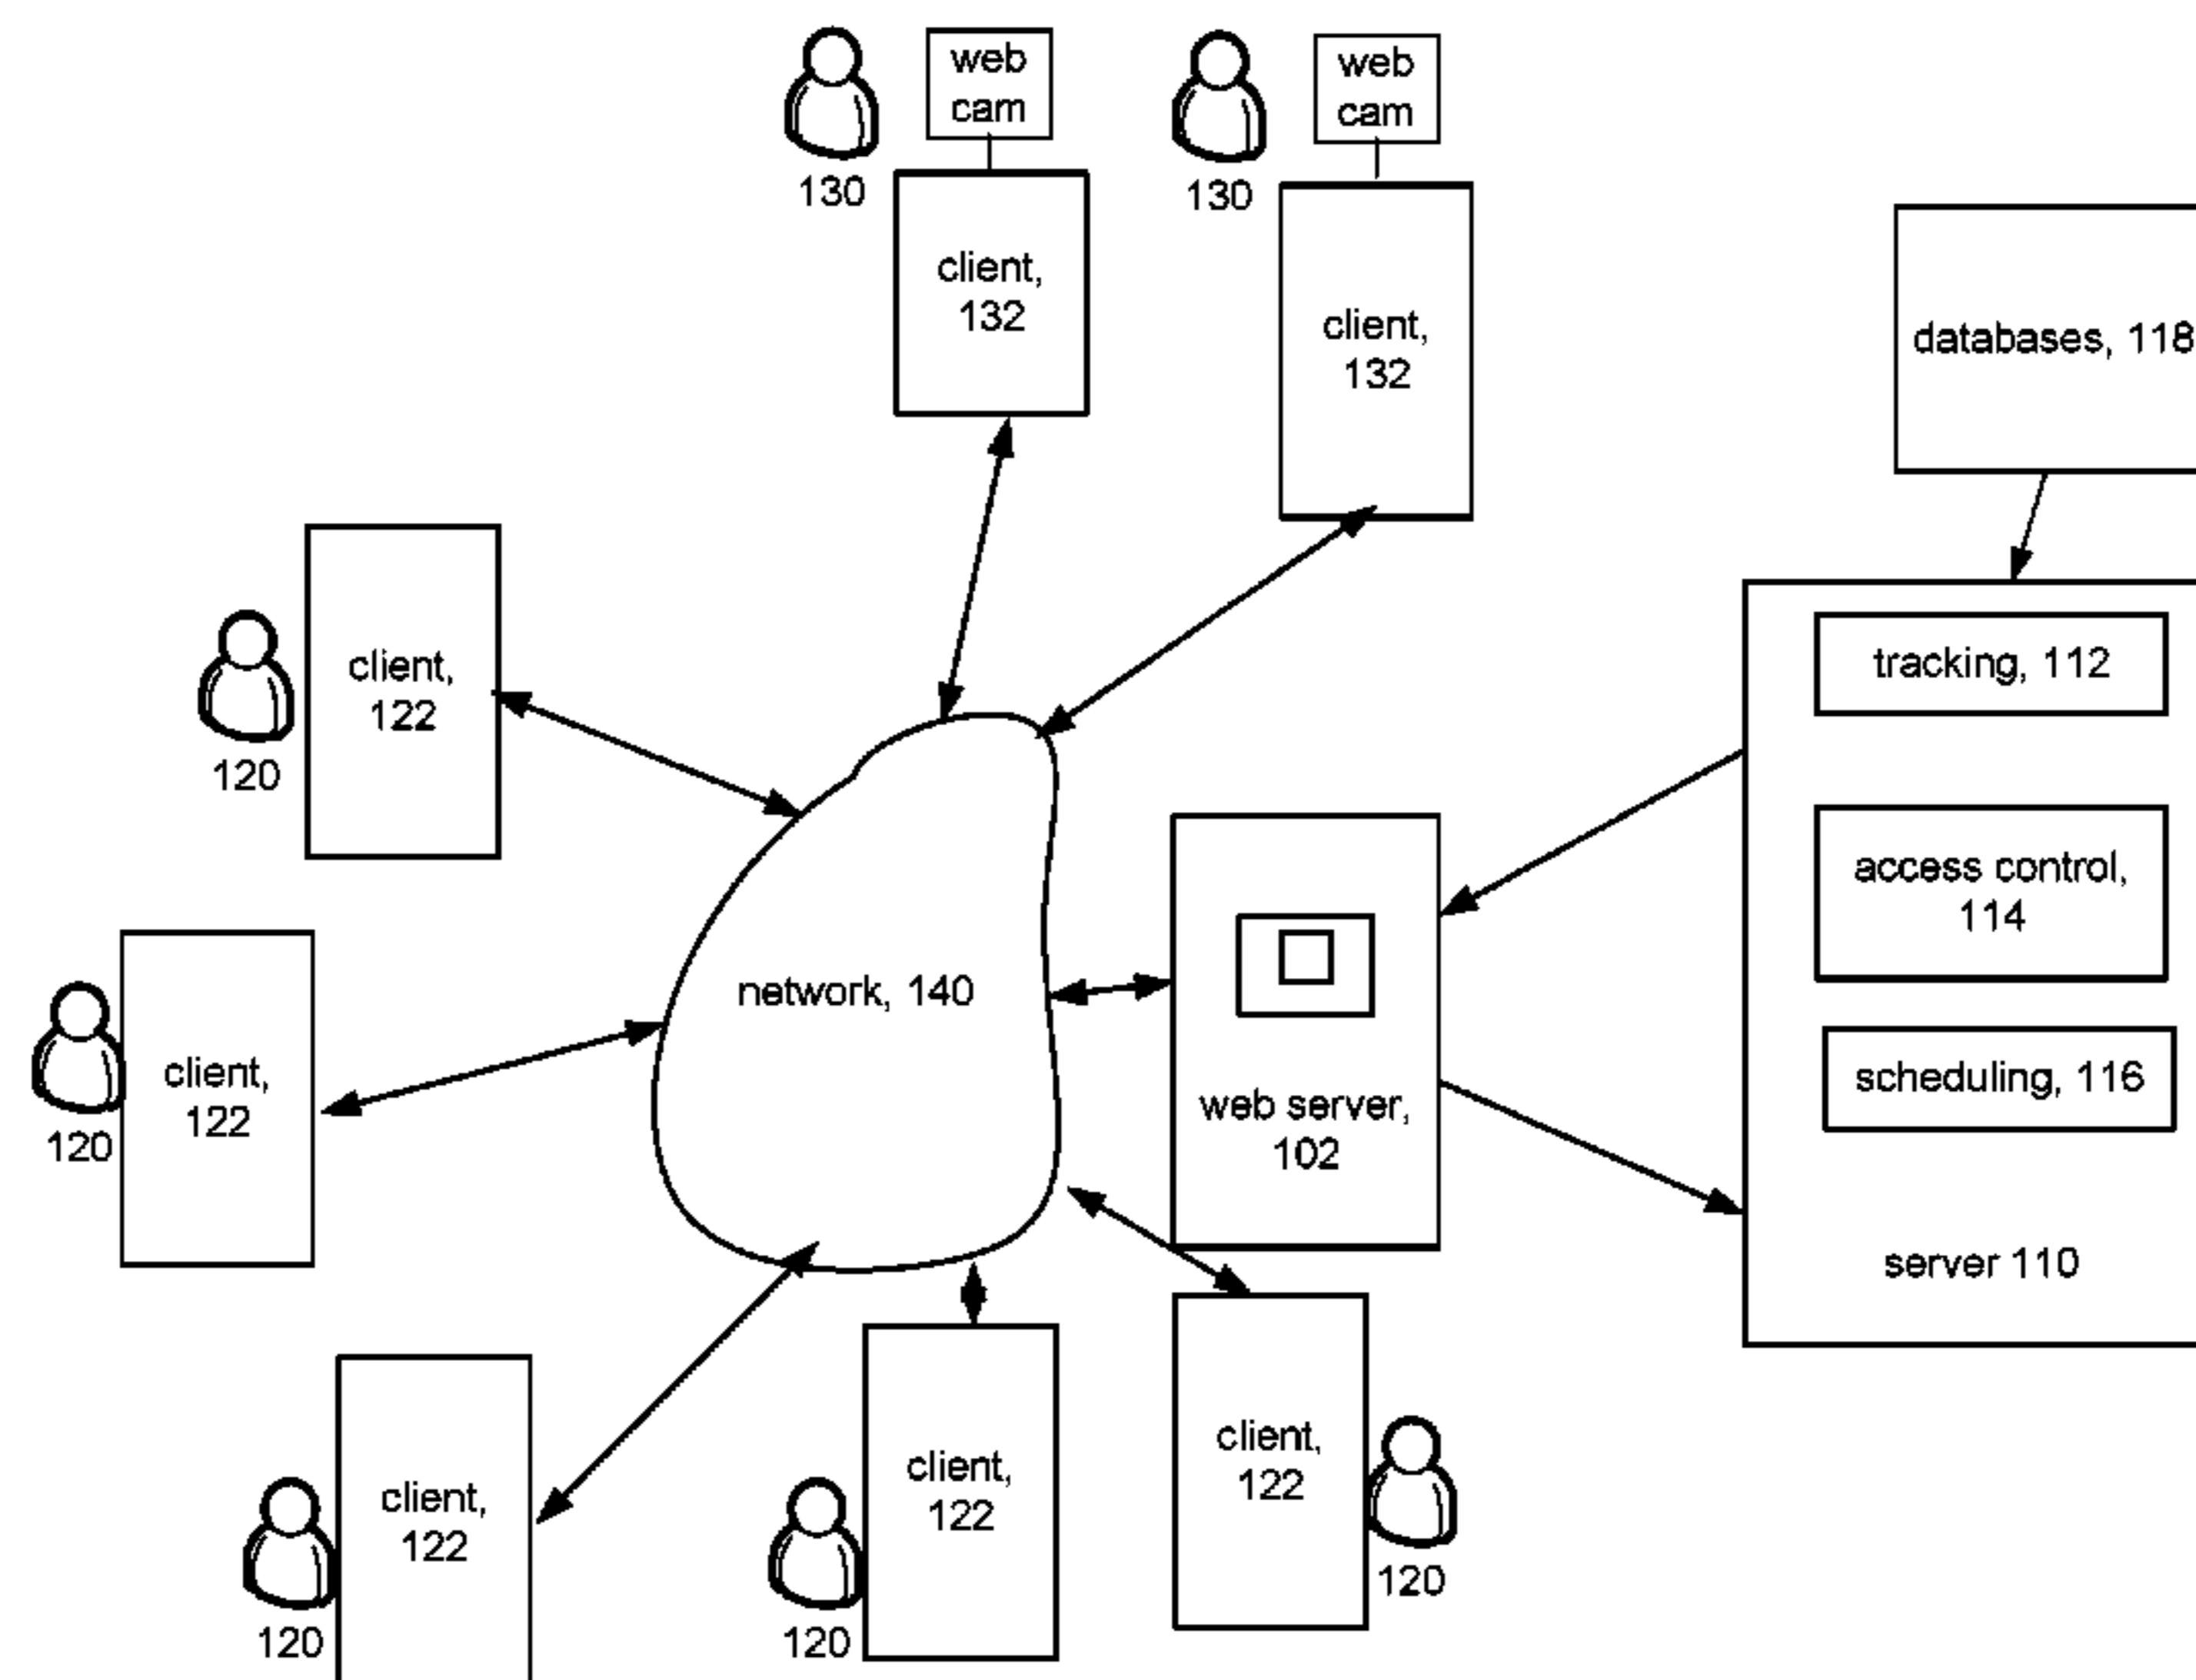 web
cam
web
cam
130
130
client,
132
client,
132
databases, 118
client,
122
120
tracking, 112
access control,
114
network, 140
scheduling, 116
client,
122
120
web server,
102
server 110
client,
122
120
client,
122
120
client,
122
120